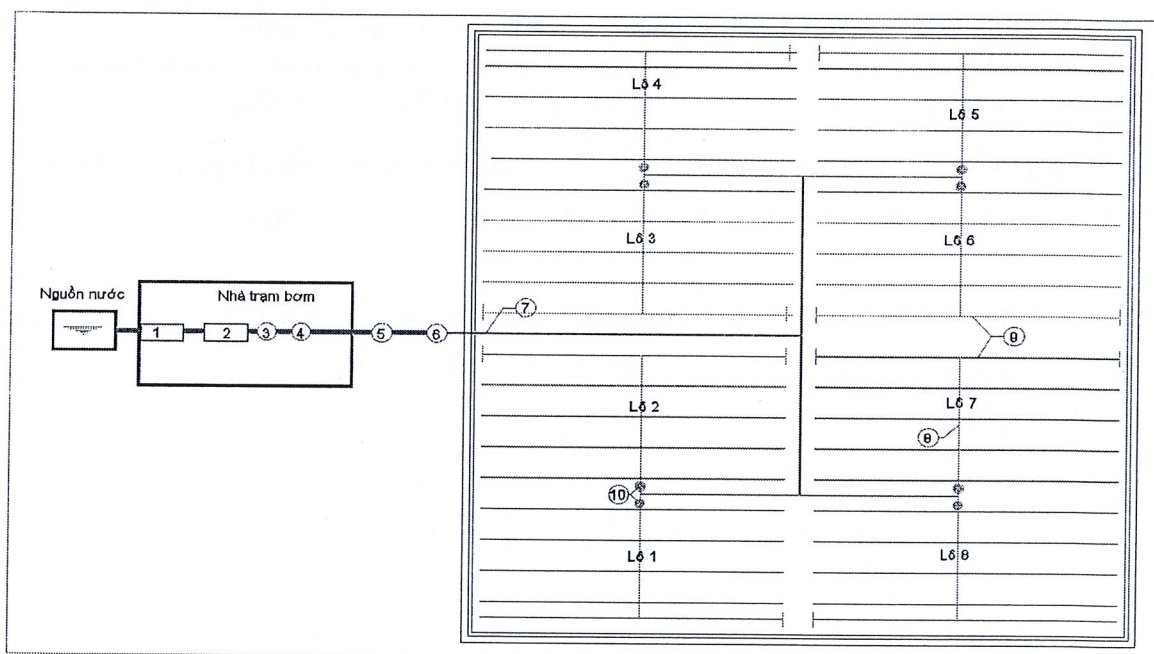 Lô 4
Lô 5
Lô 3
Lô 6
Nguồn nước
Nhà trạm bơm
7
1
2
3
4
5
6
9
Lô 2
Lô 7
8
10
Lô 1
Lô 8